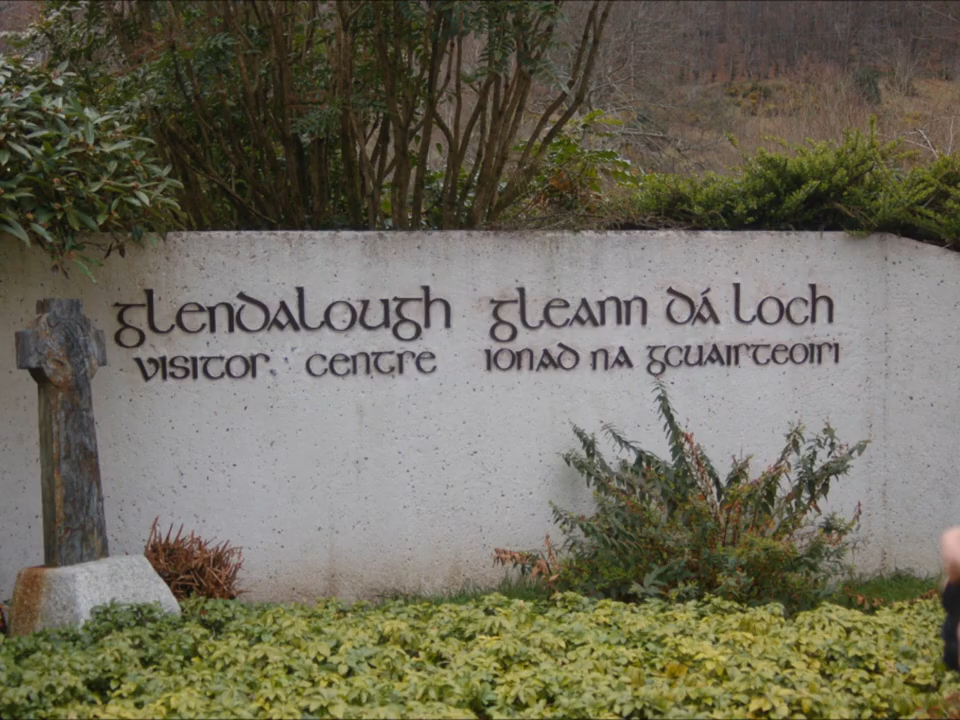 Glendalough
Visitor Centre
Gleann dá Loch
Ionad na gCuairteoirí